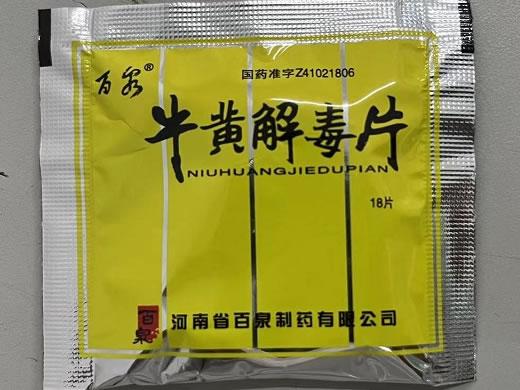 百泉®
国药准字Z41021806
牛黄解毒片
NIUHUANGJIEDUPIAN
18片
百泉
河南省百泉制药有限公司